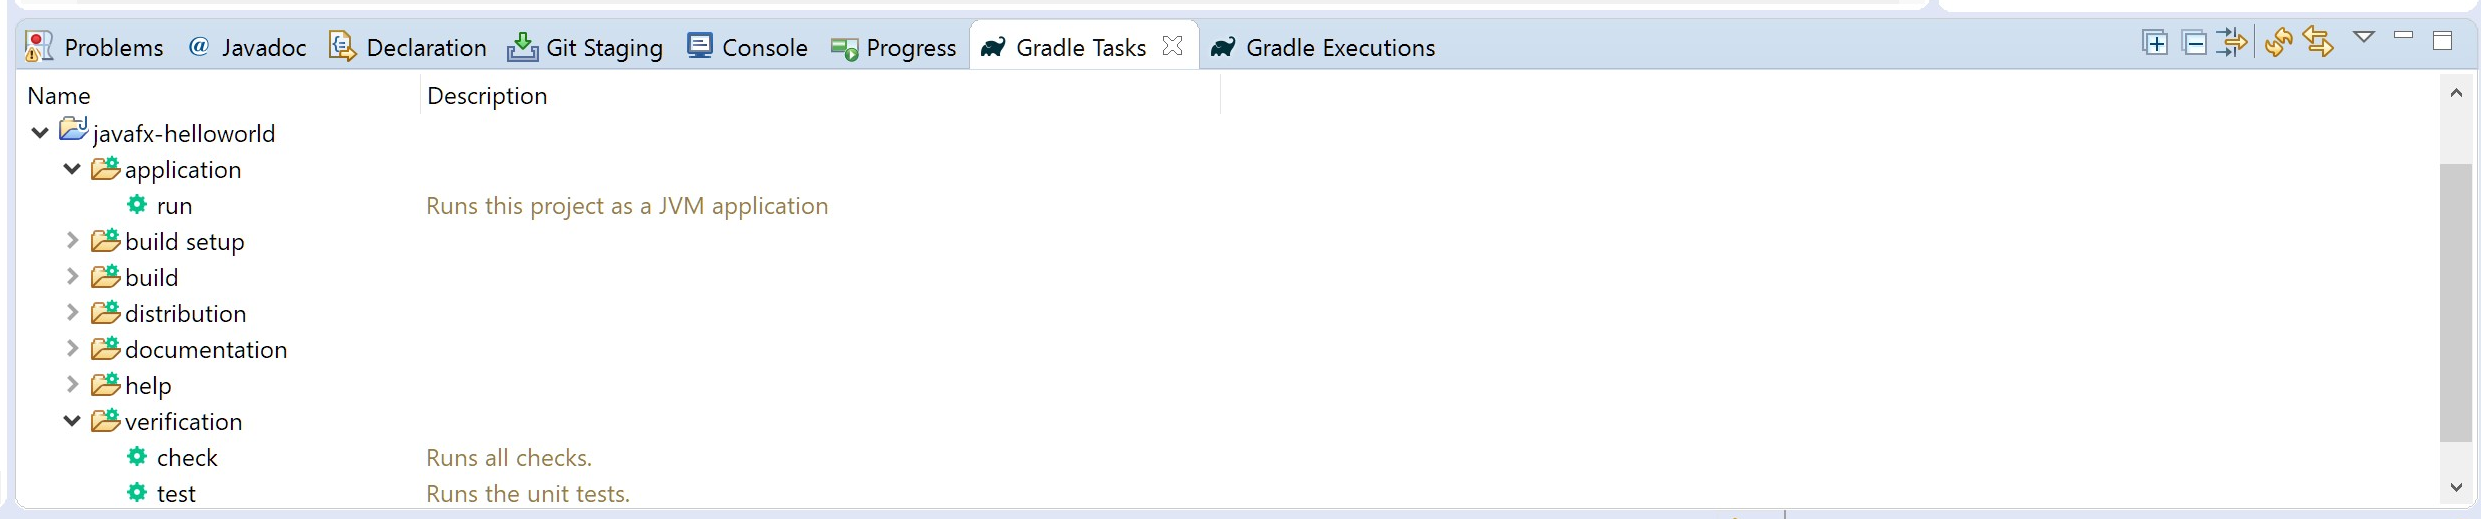 Problems @ Javadoc Declaration Git Staging Console Progress Gradle Tasks Gradle Executions
Name Description
javafx-helloworld
application
run Runs this project as a JVM application
build setup
build
distribution
documentation
help
verification
check Runs all checks.
test Runs the unit tests.